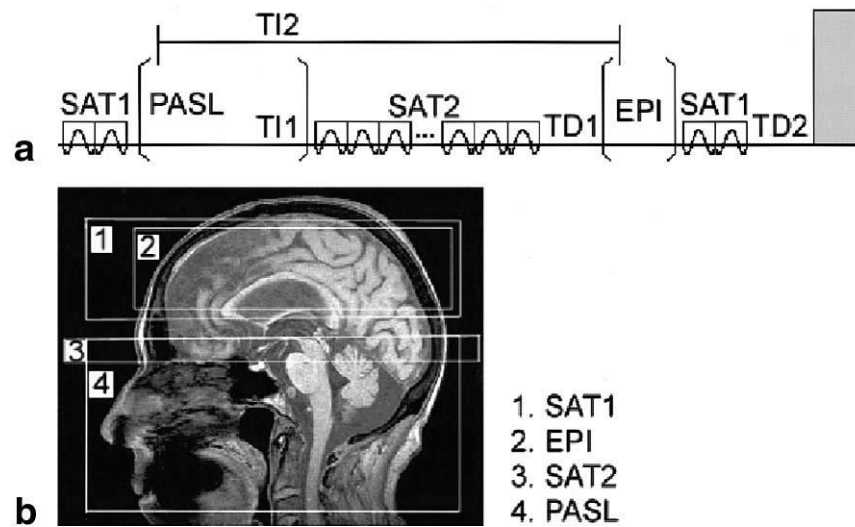 TI2
SAT1 PASL TI1 SAT2 TD1 EPI SAT1 TD2
a
1
2
3
4
b
1. SAT1
2. EPI
3. SAT2
4. PASL